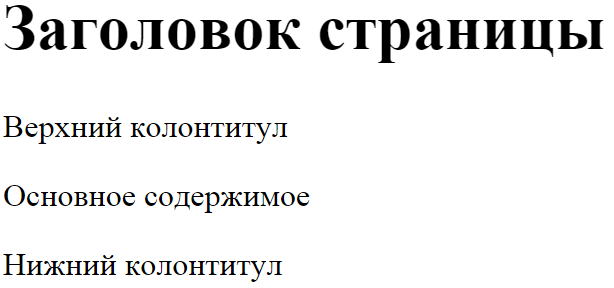 Заголовок страницы
Верхний колонтитул
Основное содержимое
Нижний колонтитул